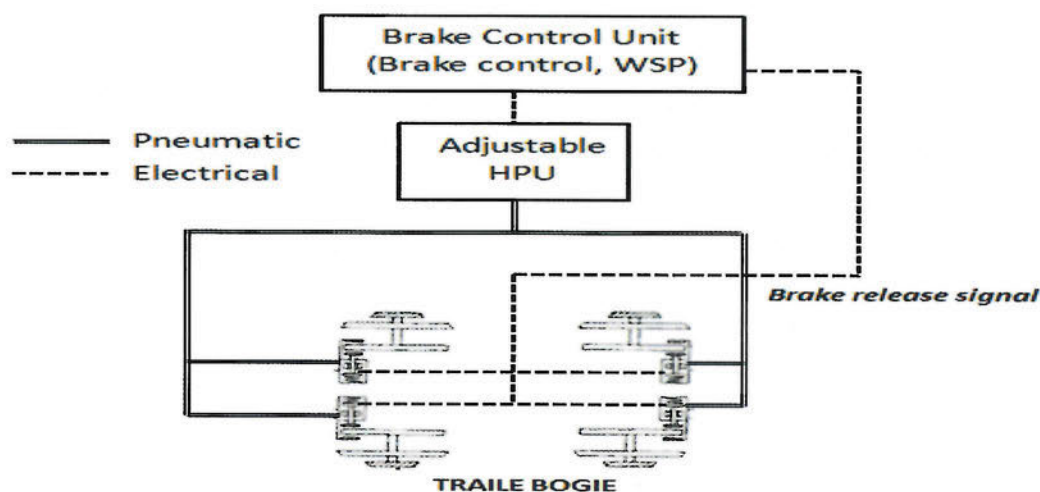 Brake Control Unit
(Brake control, WSP)
Pneumatic
Electrical
Adjustable
HPU
Brake release signal
TRAILE BOGIE